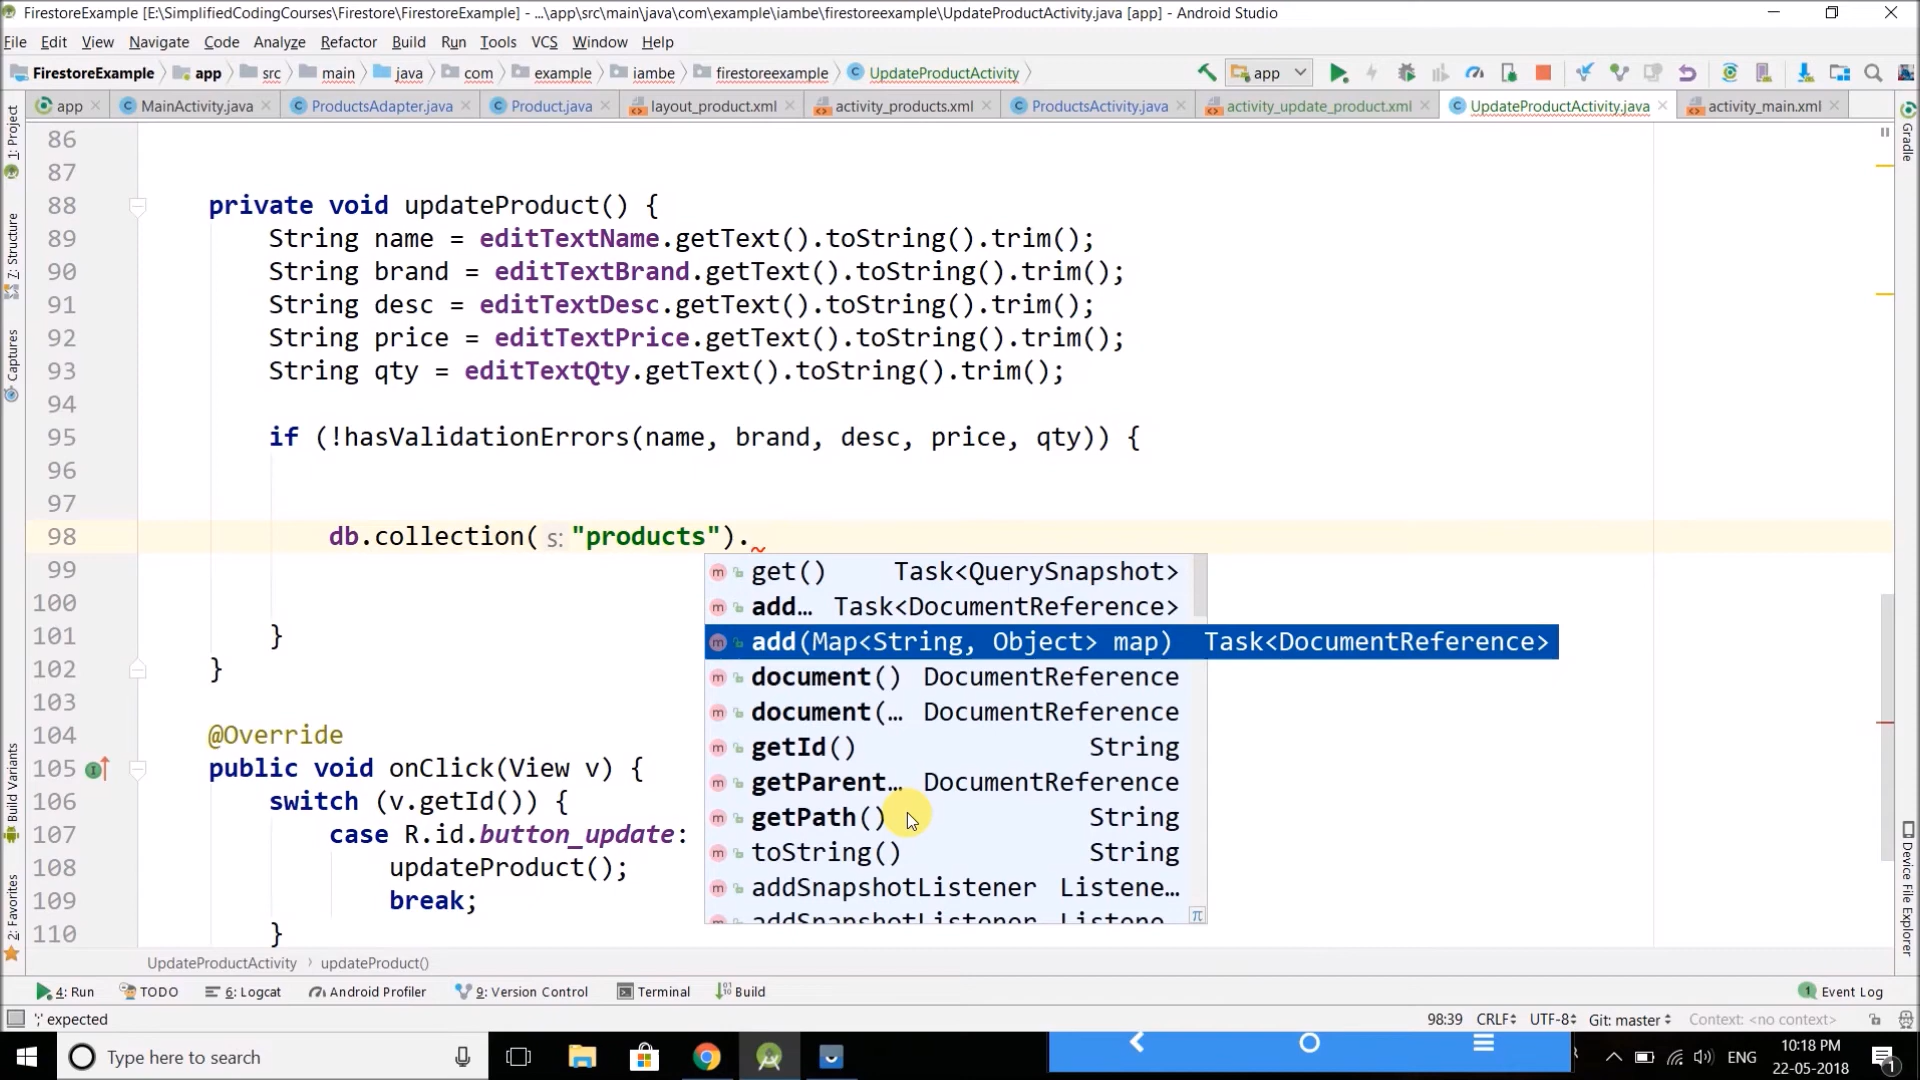 FirestoreExample [E:\SimplifiedCodingCourses\Firestore\FirestoreExample] - ...\app\src\main\java\com\example\iambe\firestoreexample\UpdateProductActivity.java [app] - Android Studio
File Edit View Navigate Code Analyze Refactor Build Run Tools VCS Window Help
FirestoreExample app src main java com example iambe firestoreexample UpdateProductActivity app
app MainActivity.java ProductsAdapter.java Product.java layout_product.xml activity_products.xml ProductsActivity.java activity_update_product.xml UpdateProductActivity.java activity_main.xml
1: Project
7: Structure
Captures
Build Variants
2: Favorites
Gradle
Device File Explorer
86
87
88 private void updateProduct() {
89 String name = editTextName.getText().toString().trim();
90 String brand = editTextBrand.getText().toString().trim();
91 String desc = editTextDesc.getText().toString().trim();
92 String price = editTextPrice.getText().toString().trim();
93 String qty = editTextQty.getText().toString().trim();
94
95 if (!hasValidationErrors(name, brand, desc, price, qty)) {
96
97
98 db.collection( s: "products").
99
100
101 }
102 }
103
104 @Override
105 public void onClick(View v) {
106 switch (v.getId()) {
107 case R.id.button_update:
108 updateProduct();
109 break;
110 }
get() Task<QuerySnapshot>
add… Task<DocumentReference>
add(Map<String, Object> map) Task<DocumentReference>
document() DocumentReference
document(… DocumentReference
getId() String
getParent… DocumentReference
getPath() String
toString() String
addSnapshotListener Listene…
addSnapshotListener Listene
π
UpdateProductActivity updateProduct()
4: Run TODO 6: Logcat Android Profiler 9: Version Control Terminal Build 1 Event Log
';' expected 98:39 CRLF UTF-8 Git: master Context: <no context>
Type here to search ENG 10:18 PM 22-05-2018 1